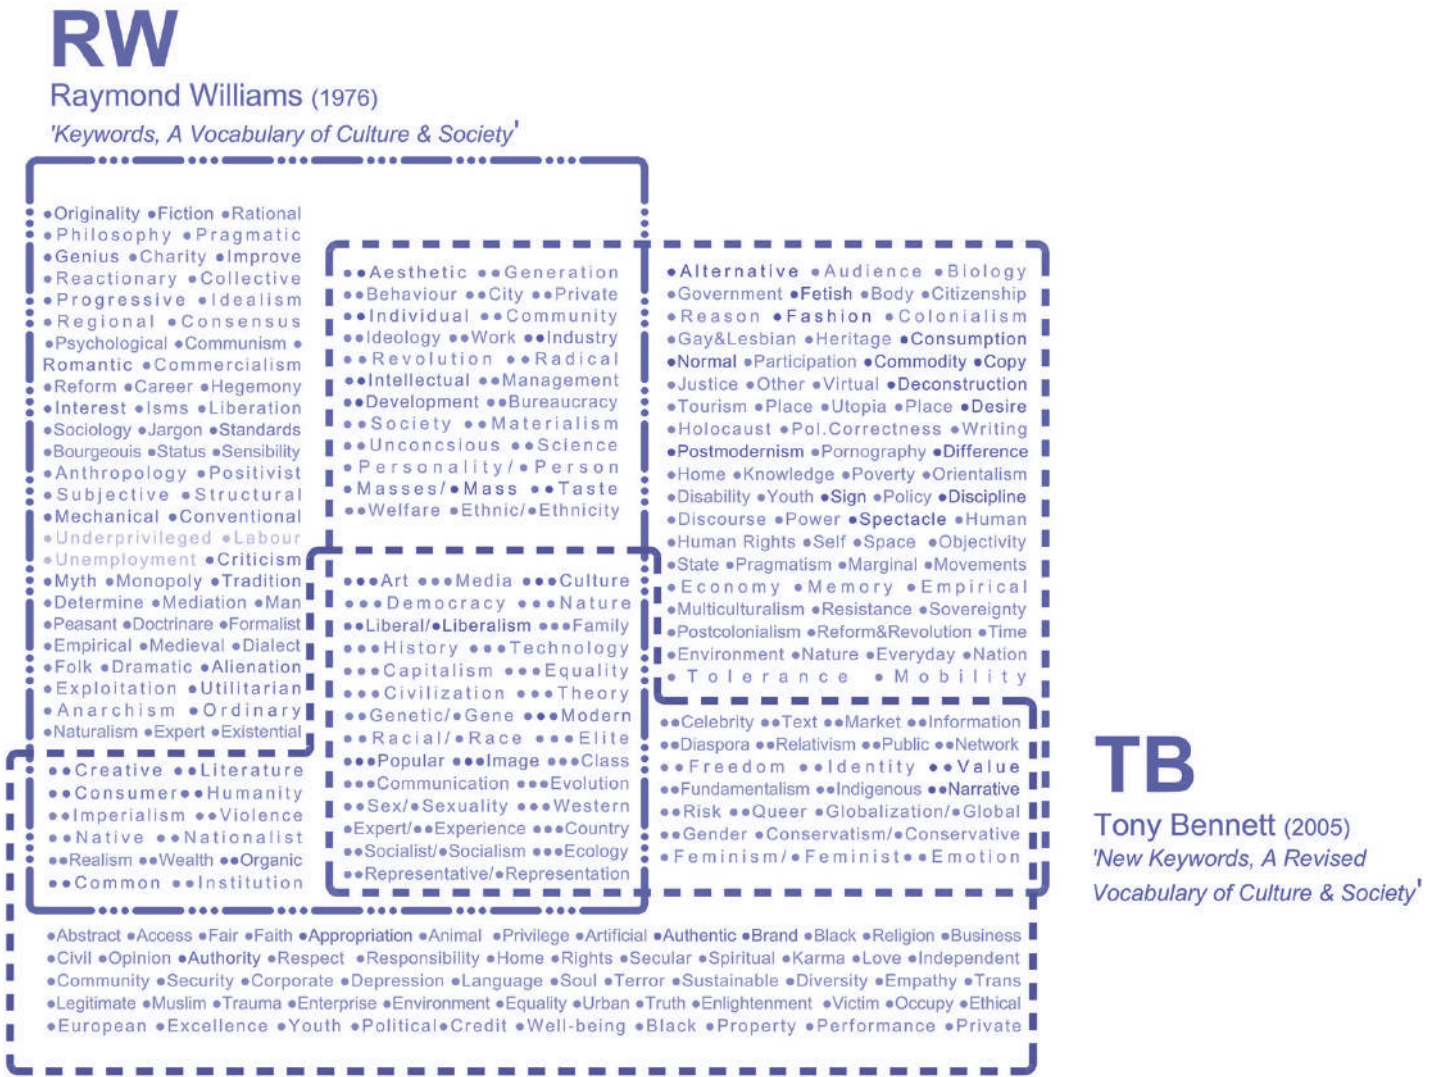 RW
Raymond Williams (1976)
'Keywords, A Vocabulary of Culture & Society'
•Originality •Fiction •Rational
•Philosophy •Pragmatic
•Genius •Charity •Improve
•Reactionary •Collective
•Progressive •Idealism
•Regional •Consensus
•Psychological •Communism •
Romantic •Commercialism
•Reform •Career •Hegemony
•Interest •Isms •Liberation
•Sociology •Jargon •Standards
•Bourgeouis •Status •Sensibility
•Anthropology •Positivist
•Subjective •Structural
•Mechanical •Conventional
•Underprivileged •Labour
•Unemployment •Criticism
•Myth •Monopoly •Tradition
•Determine •Mediation •Man
•Peasant •Doctrinare •Formalist
•Empirical •Medieval •Dialect
•Folk •Dramatic •Alienation
•Exploitation •Utilitarian
•Anarchism •Ordinary
•Naturalism •Expert •Existential
••Creative ••Literature
••Consumer••Humanity
••Imperialism ••Violence
••Native ••Nationalist
••Realism ••Wealth ••Organic
••Common ••Institution
••Aesthetic ••Generation
••Behaviour ••City ••Private
••Individual ••Community
••Ideology ••Work ••Industry
••Revolution ••Radical
••Intellectual ••Management
••Development ••Bureaucracy
••Society ••Materialism
••Unconcsious ••Science
•Personality/•Person
•Masses/•Mass ••Taste
••Welfare •Ethnic/•Ethnicity
•••Art •••Media •••Culture
•••Democracy •••Nature
••Liberal/•Liberalism •••Family
•••History •••Technology
•••Capitalism •••Equality
•••Civilization •••Theory
••Genetic/•Gene •••Modern
••Racial/•Race •••Elite
•••Popular •••Image •••Class
•••Communication •••Evolution
••Sex/•Sexuality •••Western
•Expert/••Experience •••Country
••Socialist/•Socialism •••Ecology
••Representative/•Representation
•Alternative •Audience •Biology
•Government •Fetish •Body •Citizenship
•Reason •Fashion •Colonialism
•Gay&Lesbian •Heritage •Consumption
•Normal •Participation •Commodity •Copy
•Justice •Other •Virtual •Deconstruction
•Tourism •Place •Utopia •Place •Desire
•Holocaust •Pol.Correctness •Writing
•Postmodernism •Pornography •Difference
•Home •Knowledge •Poverty •Orientalism
•Disability •Youth •Sign •Policy •Discipline
•Discourse •Power •Spectacle •Human
•Human Rights •Self •Space •Objectivity
•State •Pragmatism •Marginal •Movements
•Economy •Memory •Empirical
•Multiculturalism •Resistance •Sovereignty
•Postcolonialism •Reform&Revolution •Time
•Environment •Nature •Everyday •Nation
•Tolerance •Mobility
••Celebrity ••Text ••Market ••Information
••Diaspora ••Relativism ••Public ••Network
••Freedom ••Identity ••Value
••Fundamentalism ••Indigenous ••Narrative
••Risk ••Queer •Globalization/•Global
••Gender •Conservatism/•Conservative
•Feminism/•Feminist••Emotion
TB
Tony Bennett (2005)
'New Keywords, A Revised
Vocabulary of Culture & Society'
•Abstract •Access •Fair •Faith •Appropriation •Animal •Privilege •Artificial •Authentic •Brand •Black •Religion •Business
•Civil •Opinion •Authority •Respect •Responsibility •Home •Rights •Secular •Spiritual •Karma •Love •Independent
•Community •Security •Corporate •Depression •Language •Soul •Terror •Sustainable •Diversity •Empathy •Trans
•Legitimate •Muslim •Trauma •Enterprise •Environment •Equality •Urban •Truth •Enlightenment •Victim •Occupy •Ethical
•European •Excellence •Youth •Political•Credit •Well-being •Black •Property •Performance •Private